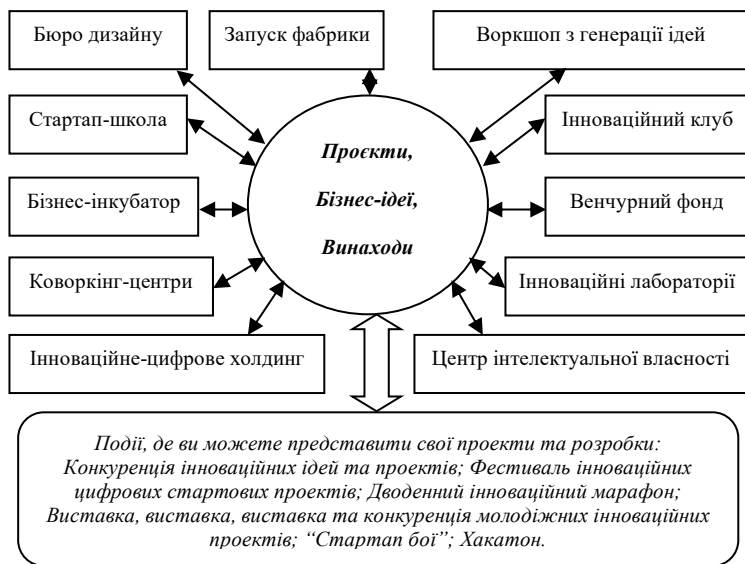 Бюро дизайну
Запуск фабрики
Воркшоп з генерації ідей
Стартап-школа
Інноваційний клуб
Проєкти,
Бізнес-ідеї,
Винаходи
Бізнес-інкубатор
Венчурний фонд
Коворкінг-центри
Інноваційні лабораторії
Інноваційне-цифрове холдинг
Центр інтелектуальної власності
Події, де ви можете представити свої проекти та розробки:
Конкуренція інноваційних ідей та проектів; Фестиваль інноваційних
цифрових стартових проектів; Дводенний інноваційний марафон;
Виставка, виставка, виставка та конкуренція молодіжних інноваційних
проектів; “Стартап бої”; Хакатон.